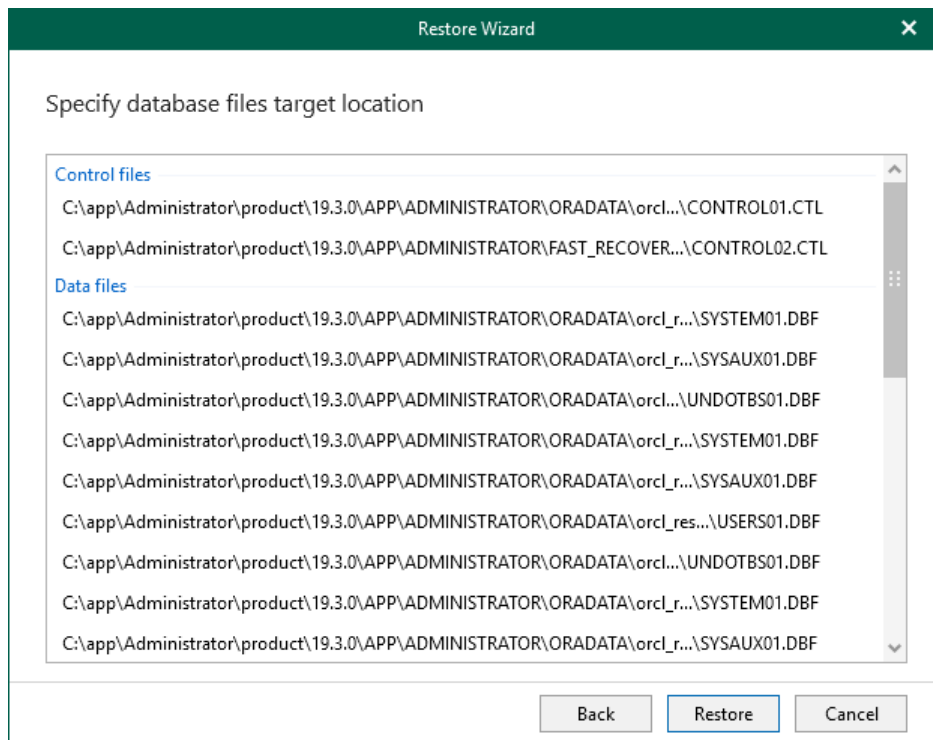 Restore Wizard
Specify database files target location
Control files
C:\app\Administrator\product\19.3.0\APP\ADMINISTRATOR\ORADATA\orcl...\CONTROL01.CTL
C:\app\Administrator\product\19.3.0\APP\ADMINISTRATOR\FAST_RECOVER...\CONTROL02.CTL
Data files
C:\app\Administrator\product\19.3.0\APP\ADMINISTRATOR\ORADATA\orcl_r...\SYSTEM01.DBF
C:\app\Administrator\product\19.3.0\APP\ADMINISTRATOR\ORADATA\orcl_r...\SYSAUX01.DBF
C:\app\Administrator\product\19.3.0\APP\ADMINISTRATOR\ORADATA\orcl...\UNDOTBS01.DBF
C:\app\Administrator\product\19.3.0\APP\ADMINISTRATOR\ORADATA\orcl_r...\SYSTEM01.DBF
C:\app\Administrator\product\19.3.0\APP\ADMINISTRATOR\ORADATA\orcl_r...\SYSAUX01.DBF
C:\app\Administrator\product\19.3.0\APP\ADMINISTRATOR\ORADATA\orcl_res...\USERS01.DBF
C:\app\Administrator\product\19.3.0\APP\ADMINISTRATOR\ORADATA\orcl...\UNDOTBS01.DBF
C:\app\Administrator\product\19.3.0\APP\ADMINISTRATOR\ORADATA\orcl_r...\SYSTEM01.DBF
C:\app\Administrator\product\19.3.0\APP\ADMINISTRATOR\ORADATA\orcl_r...\SYSAUX01.DBF
Back Restore Cancel